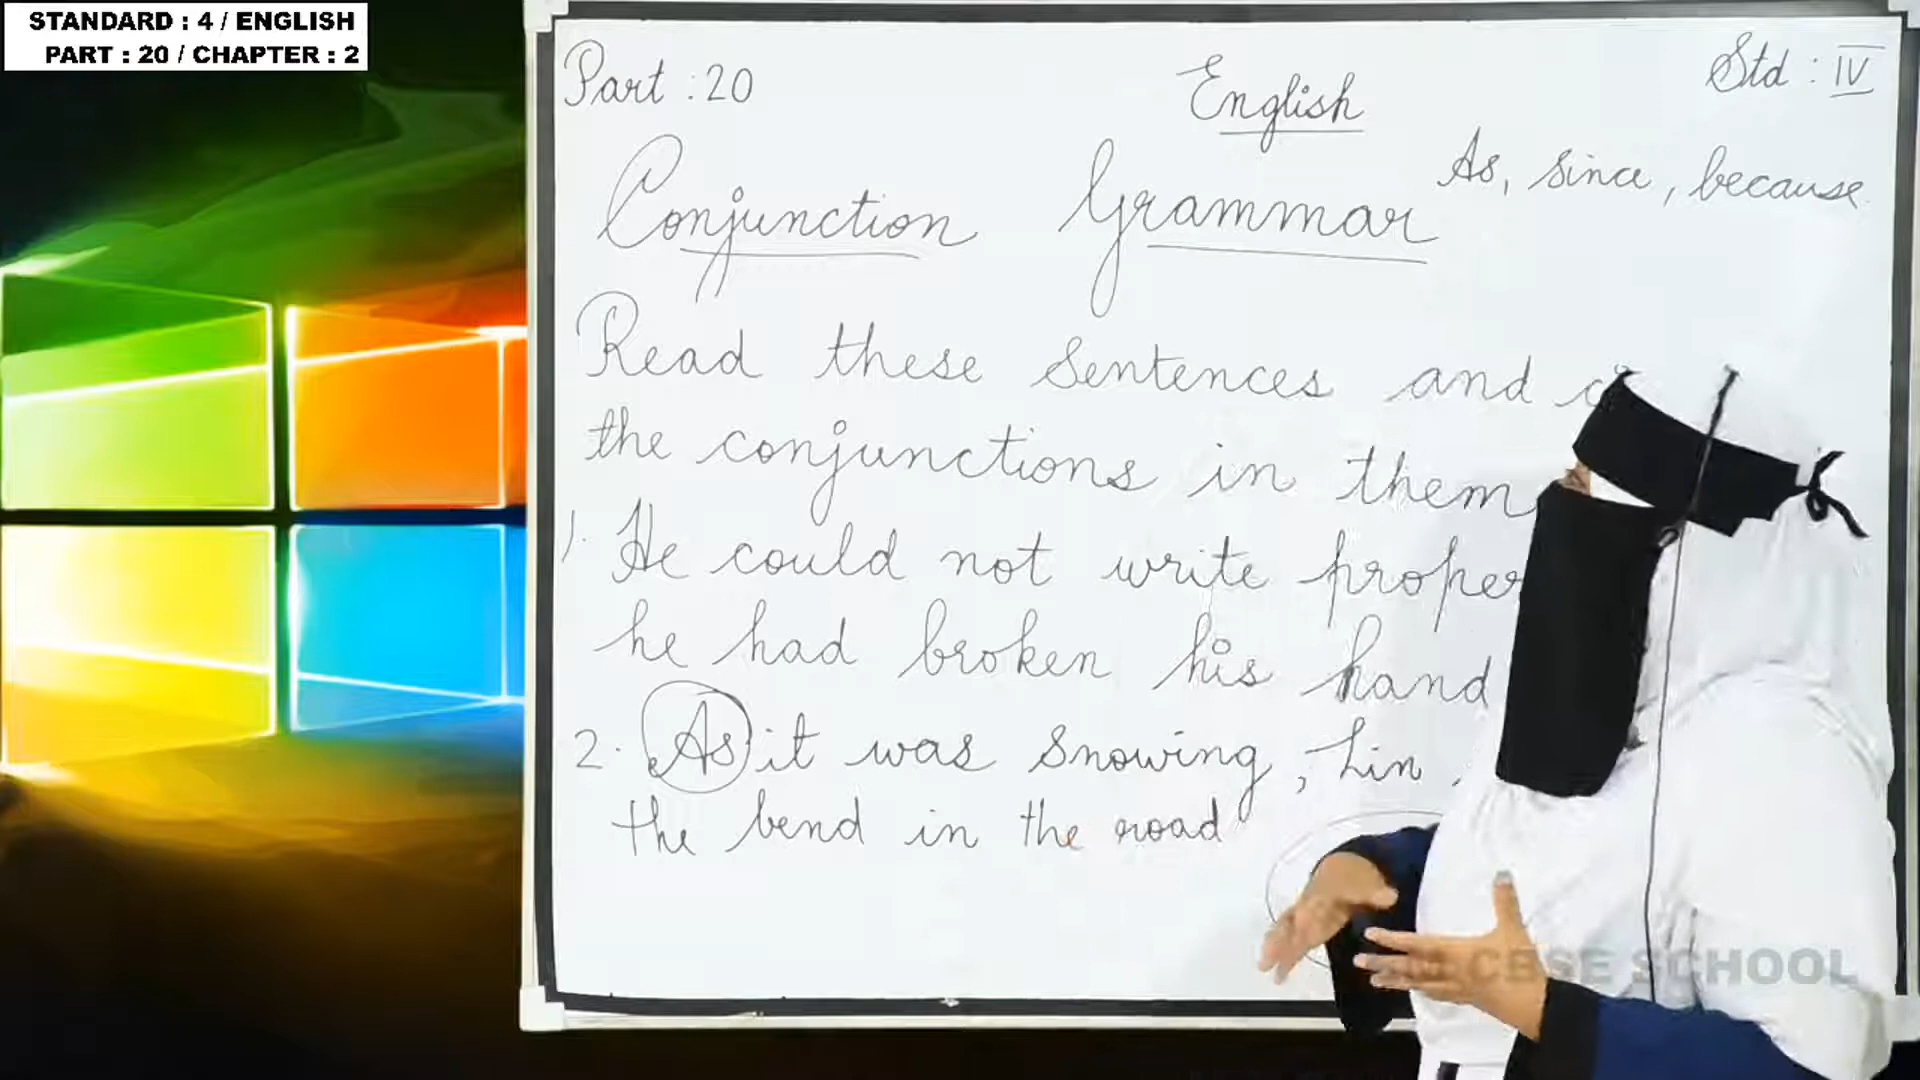 STANDARD : 4 / ENGLISH
PART : 20 / CHAPTER : 2
Part : 20 English Std : IV
As, since, because
Conjunction Grammar
Read these sentences and
the conjunctions in them
1. He could not write
he had broken his hand
2. As it was snowing, Lin
the bend in the road
CBSE SCHOOL